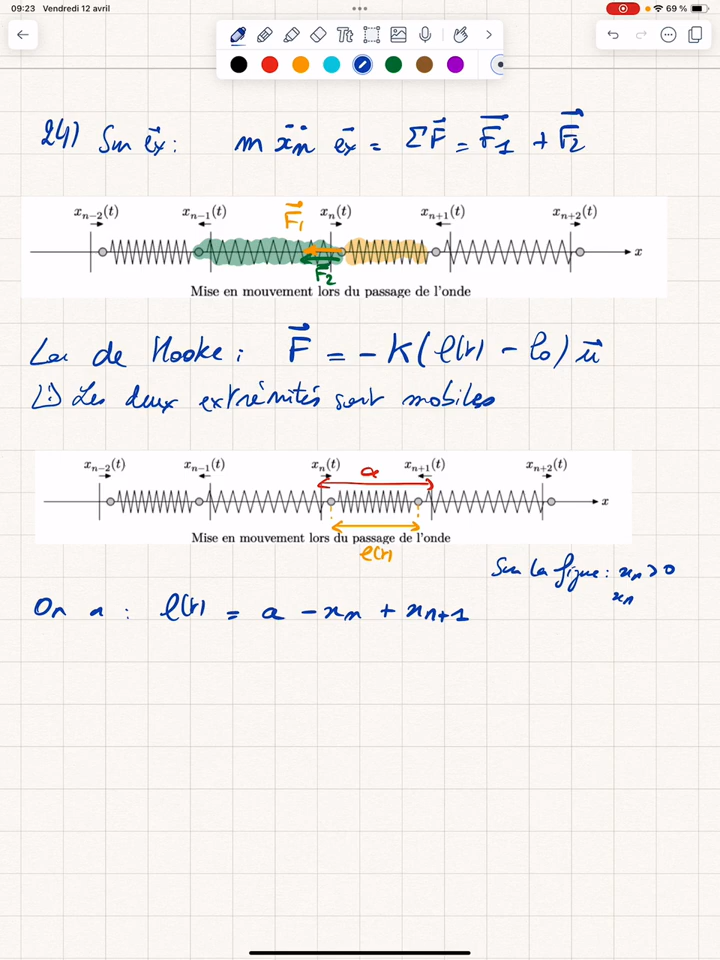 09:23 Vendredi 12 avril
69 %
24) Sur e⃗x : m ẍn e⃗x = ΣF⃗ = F⃗1 + F⃗2
F⃗1
xn−2(t) xn−1(t) xn(t) xn+1(t) xn+2(t)
x
F⃗2
Mise en mouvement lors du passage de l'onde
Loi de Hooke : F⃗ = −K(l(t) − l0) u⃗
⚠ Les deux extrémités sont mobiles
xn−2(t) xn−1(t) xn(t) a xn+1(t) xn+2(t)
x
Mise en mouvement lors du passage de l'onde
l(t)
Sur la figure : xn > 0
xn
On a : l(t) = a − xn + xn+1